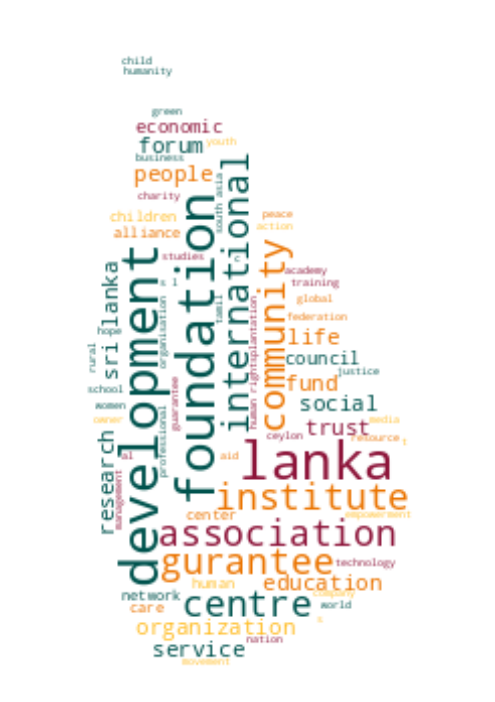 child
humanity
green
economic
forum
youth
business
people
south asia
charity
children
alliance
international
foundation
development
peace
action
community
studies
c
s l
sri lanka
organisation
tamil
academy
training
global
federation
human rights
plantation
hope
rural
life
council
justice
school
fund
women
guarantee
professional
social
owner
media
trust
ceylon
resource
t
research
management
al
aid
lanka
institute
center
empowerment
association
gurantee
technology
human
education
company
network
care
centre
world
organization
s
nation
service
movement